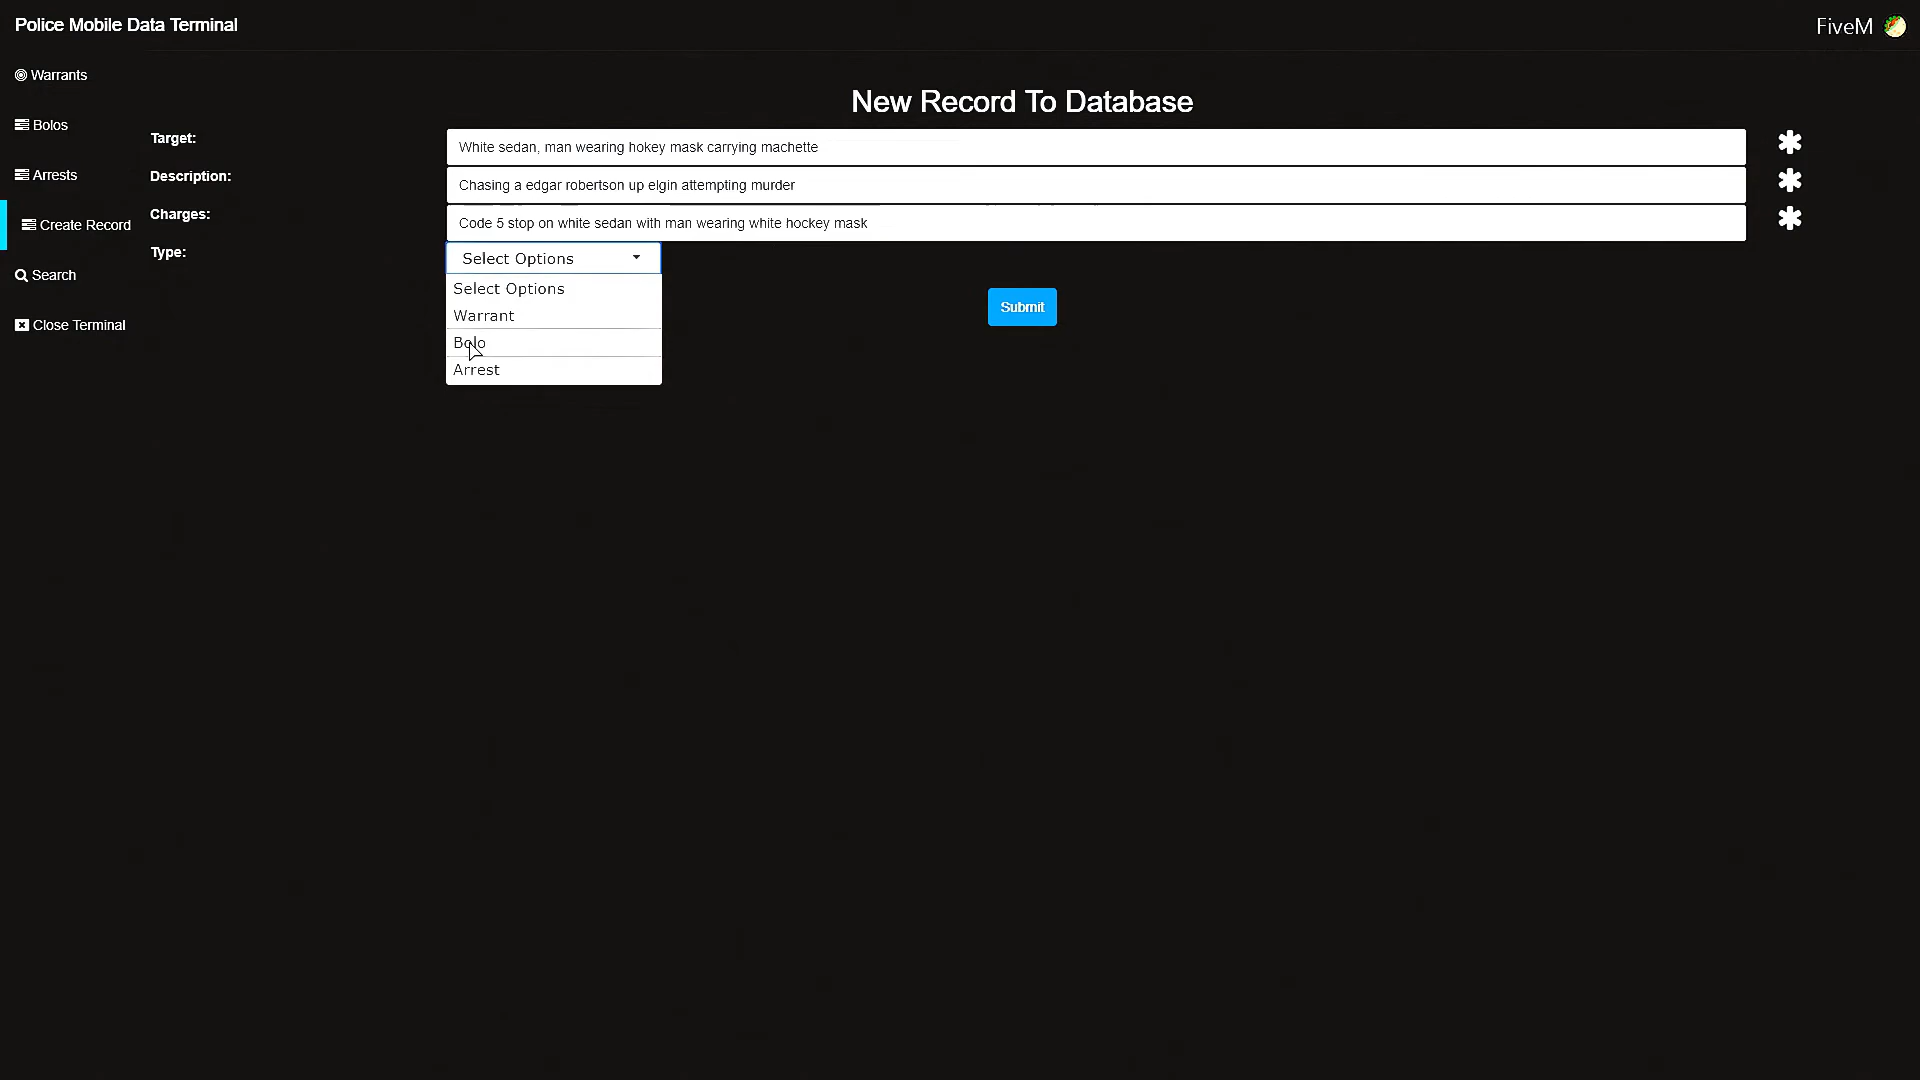 Police Mobile Data Terminal
FiveM
Warrants
Bolos
Arrests
Create Record
Search
Close Terminal
New Record To Database
Target:
White sedan, man wearing hokey mask carrying machette
Description:
Chasing a edgar robertson up elgin attempting murder
Charges:
Code 5 stop on white sedan with man wearing white hockey mask
Type:
Select Options
Select Options
Warrant
Bolo
Arrest
Submit